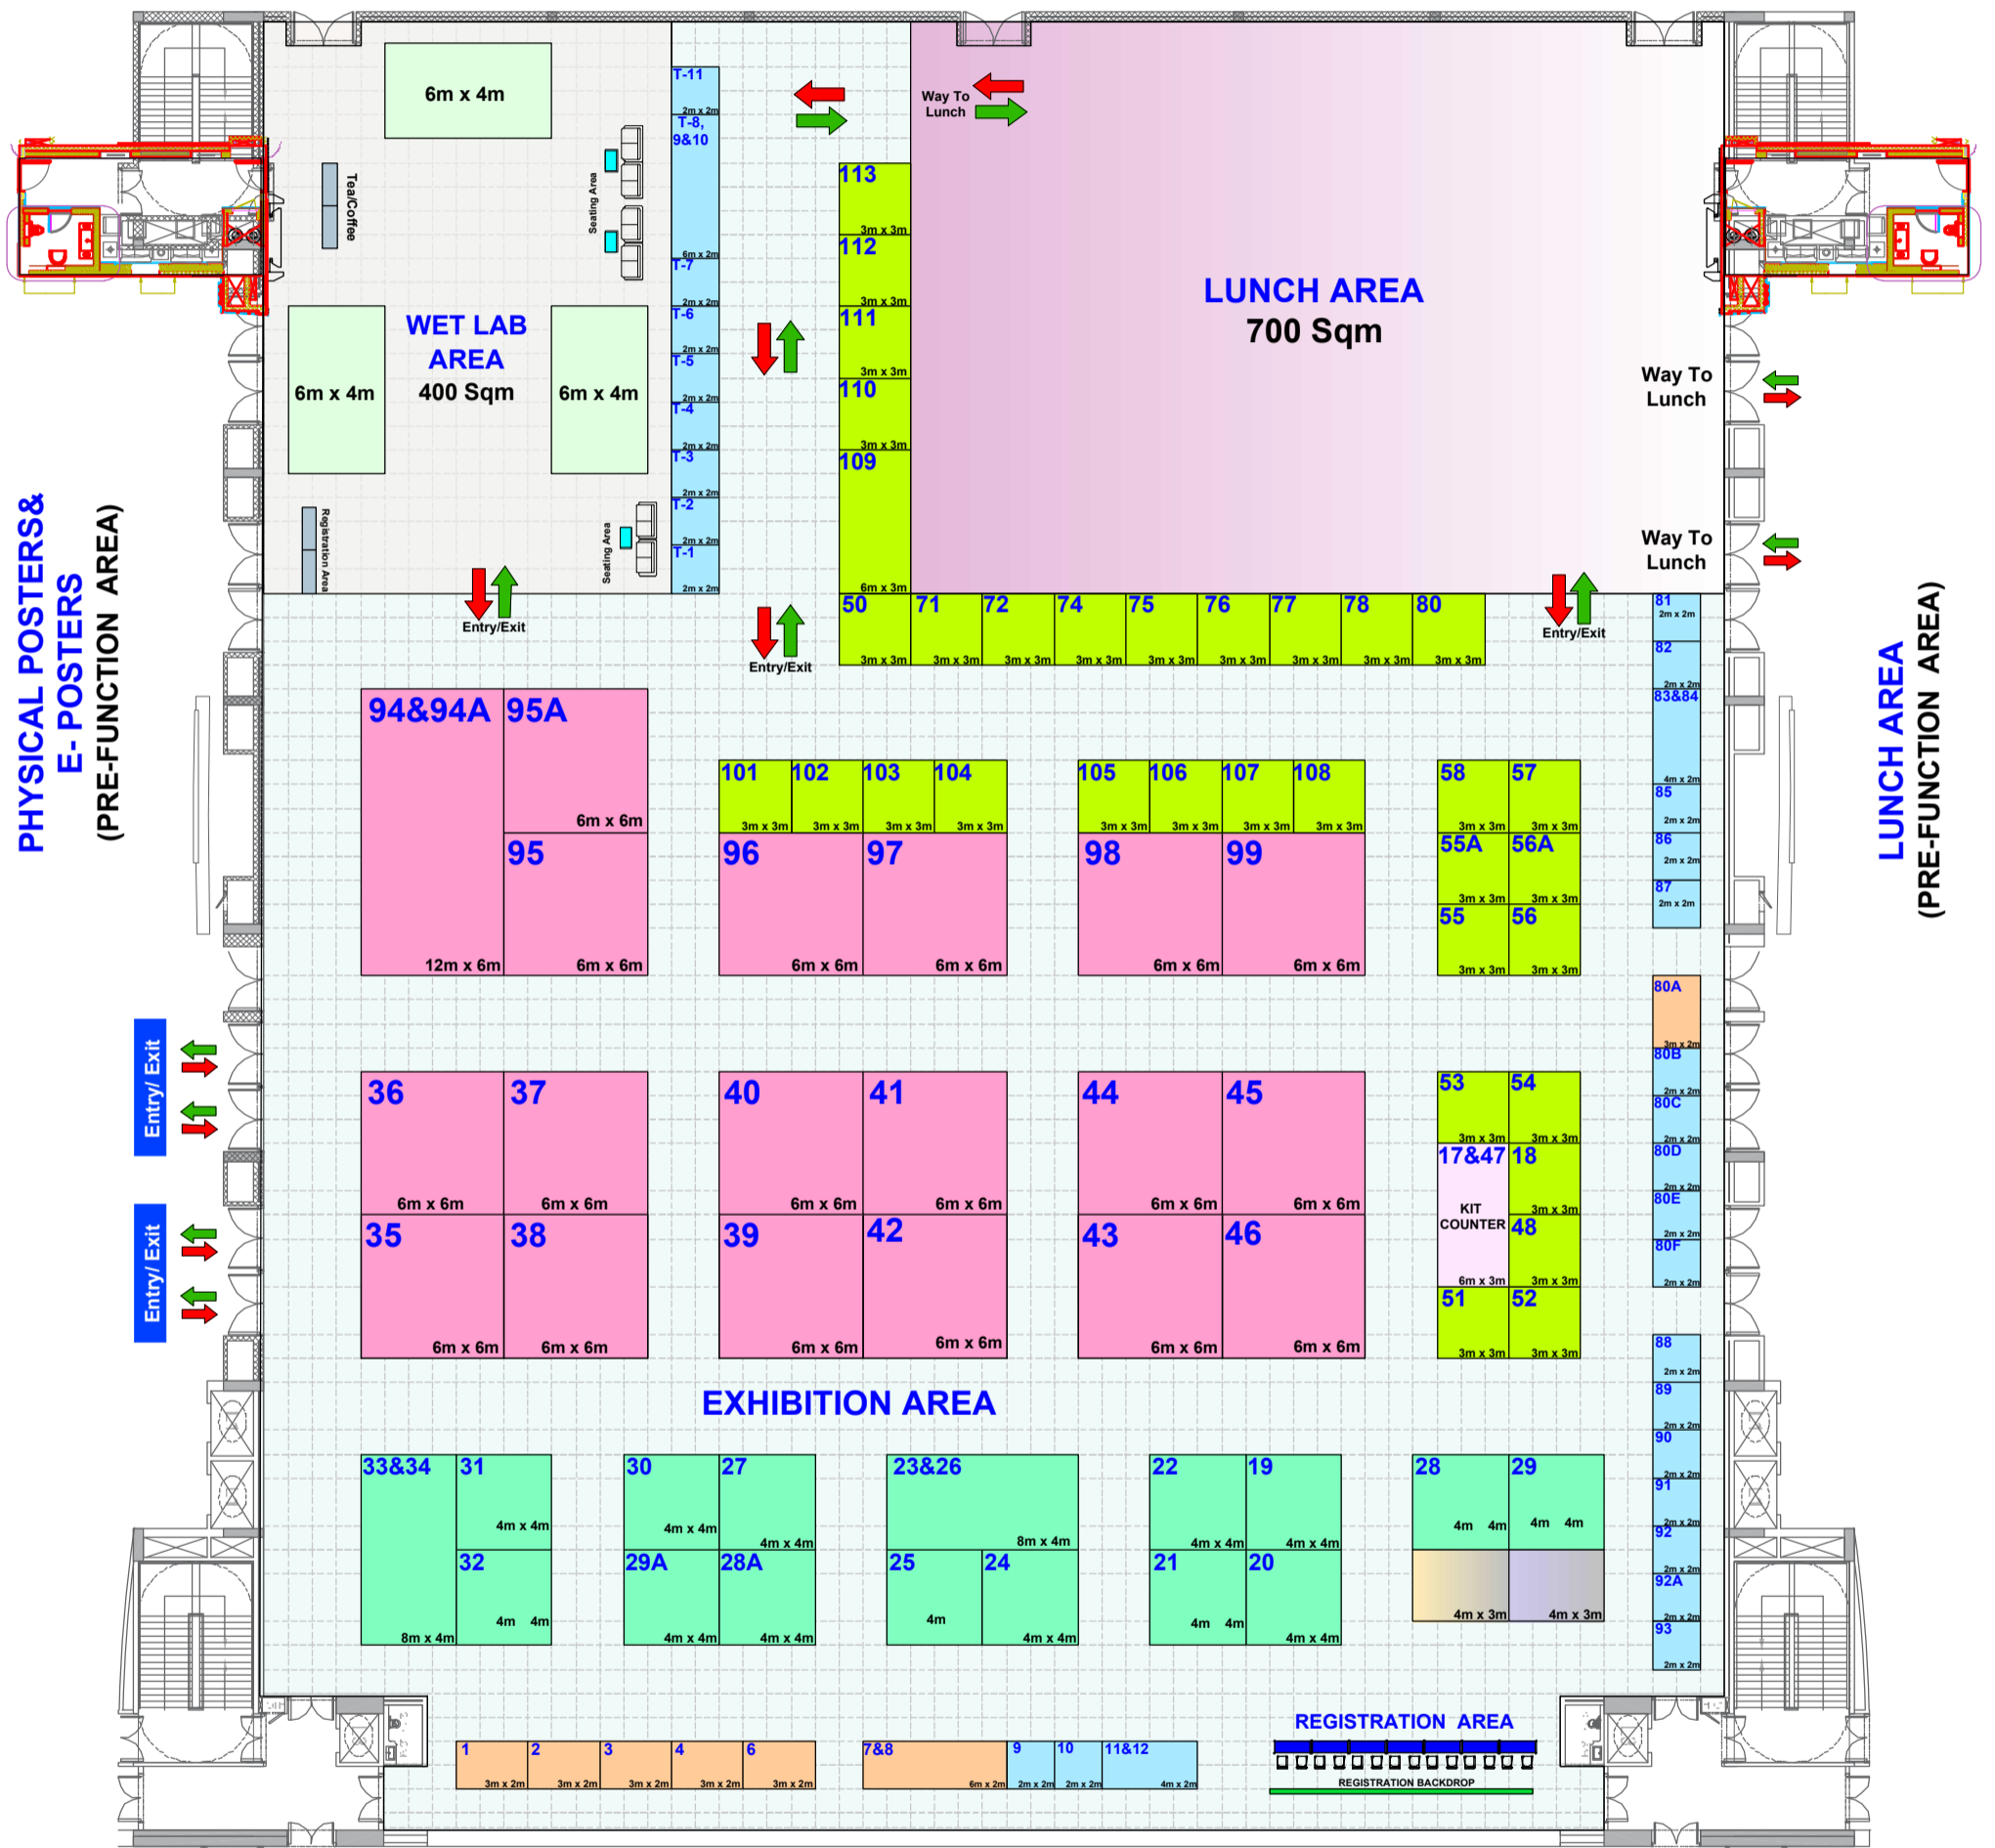 6m x 4m
T-11
2m x 2m
T-8,
9&10
6m x 2m
Way To
Lunch
Tea/Coffee
Seating Area
T-7
2m x 2m
T-6
2m x 2m
T-5
2m x 2m
T-4
2m x 2m
T-3
2m x 2m
T-2
2m x 2m
T-1
2m x 2m
WET LAB
AREA
400 Sqm
6m x 4m
6m x 4m
Registration Area
Seating Area
Entry/Exit
113
3m x 3m
112
3m x 3m
111
3m x 3m
110
3m x 3m
109
6m x 3m
LUNCH AREA
700 Sqm
Way To
Lunch
Way To
Lunch
Entry/Exit
Entry/Exit
50 71 72 74 75 76 77 78 80
3m x 3m 3m x 3m 3m x 3m 3m x 3m 3m x 3m 3m x 3m 3m x 3m 3m x 3m 3m x 3m
PHYSICAL POSTERS&
E- POSTERS
(PRE-FUNCTION AREA)
LUNCH AREA
(PRE-FUNCTION AREA)
81
2m x 2m
82
2m x 2m
83&84
4m x 2m
85
2m x 2m
86
2m x 2m
87
2m x 2m
94&94A 95A
6m x 6m
95
12m x 6m 6m x 6m
101 102 103 104
3m x 3m 3m x 3m 3m x 3m 3m x 3m
96 97
6m x 6m 6m x 6m
105 106 107 108
3m x 3m 3m x 3m 3m x 3m 3m x 3m
98 99
6m x 6m 6m x 6m
58 57
3m x 3m 3m x 3m
55A 56A
3m x 3m 3m x 3m
55 56
3m x 3m 3m x 3m
80A
3m x 2m
80B
2m x 2m
80C
2m x 2m
80D
2m x 2m
80E
2m x 2m
80F
2m x 2m
Entry/ Exit
Entry/ Exit
36 37
6m x 6m 6m x 6m
35 38
6m x 6m 6m x 6m
40 41
6m x 6m 6m x 6m
39 42
6m x 6m 6m x 6m
44 45
6m x 6m 6m x 6m
43 46
6m x 6m 6m x 6m
53 54
3m x 3m 3m x 3m
17&47 18
3m x 3m
KIT
COUNTER
48
6m x 3m 3m x 3m
51 52
3m x 3m 3m x 3m
EXHIBITION AREA
88
2m x 2m
89
2m x 2m
90
2m x 2m
91
2m x 2m
92
2m x 2m
92A
2m x 2m
93
2m x 2m
33&34 31
4m x 4m
32
4m 4m
8m x 4m
30 27
4m x 4m 4m x 4m
29A 28A
4m x 4m 4m x 4m
23&26
8m x 4m
25 24
4m
4m x 4m
22 19
4m x 4m 4m x 4m
21 20
4m 4m
4m x 4m
28 29
4m 4m 4m 4m
4m x 3m 4m x 3m
REGISTRATION AREA
REGISTRATION BACKDROP
1 2 3 4 6
3m x 2m 3m x 2m 3m x 2m 3m x 2m 3m x 2m
7&8 9 10 11&12
6m x 2m 2m x 2m 2m x 2m 4m x 2m